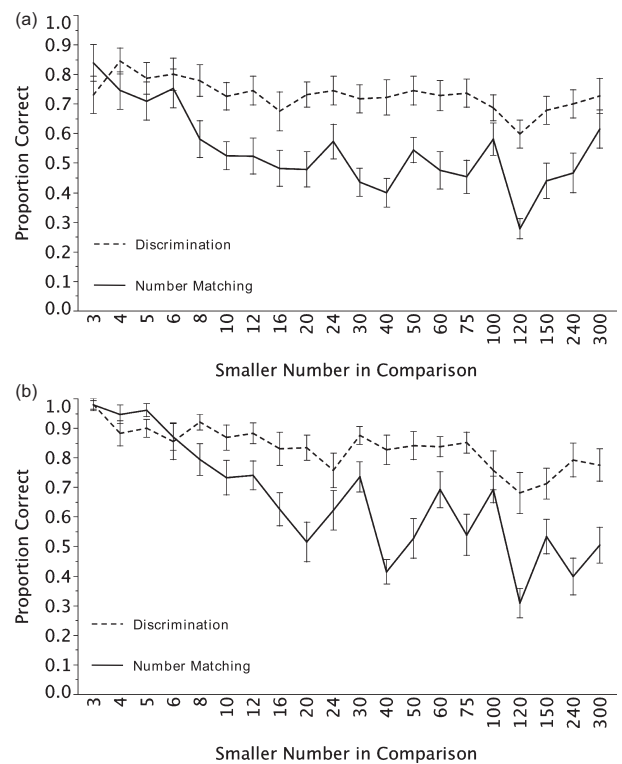 (a)
Proportion Correct
1.0
0.9
0.8
0.7
0.6
0.5
0.4
0.3
0.2
0.1
0.0
Discrimination
Number Matching
3 4 5 6 8 10 12 16 20 24 30 40 50 60 75 100 120 150 240 300
Smaller Number in Comparison
(b)
Proportion Correct
1.0
0.9
0.8
0.7
0.6
0.5
0.4
0.3
0.2
0.1
0.0
Discrimination
Number Matching
3 4 5 6 8 10 12 16 20 24 30 40 50 60 75 100 120 150 240 300
Smaller Number in Comparison